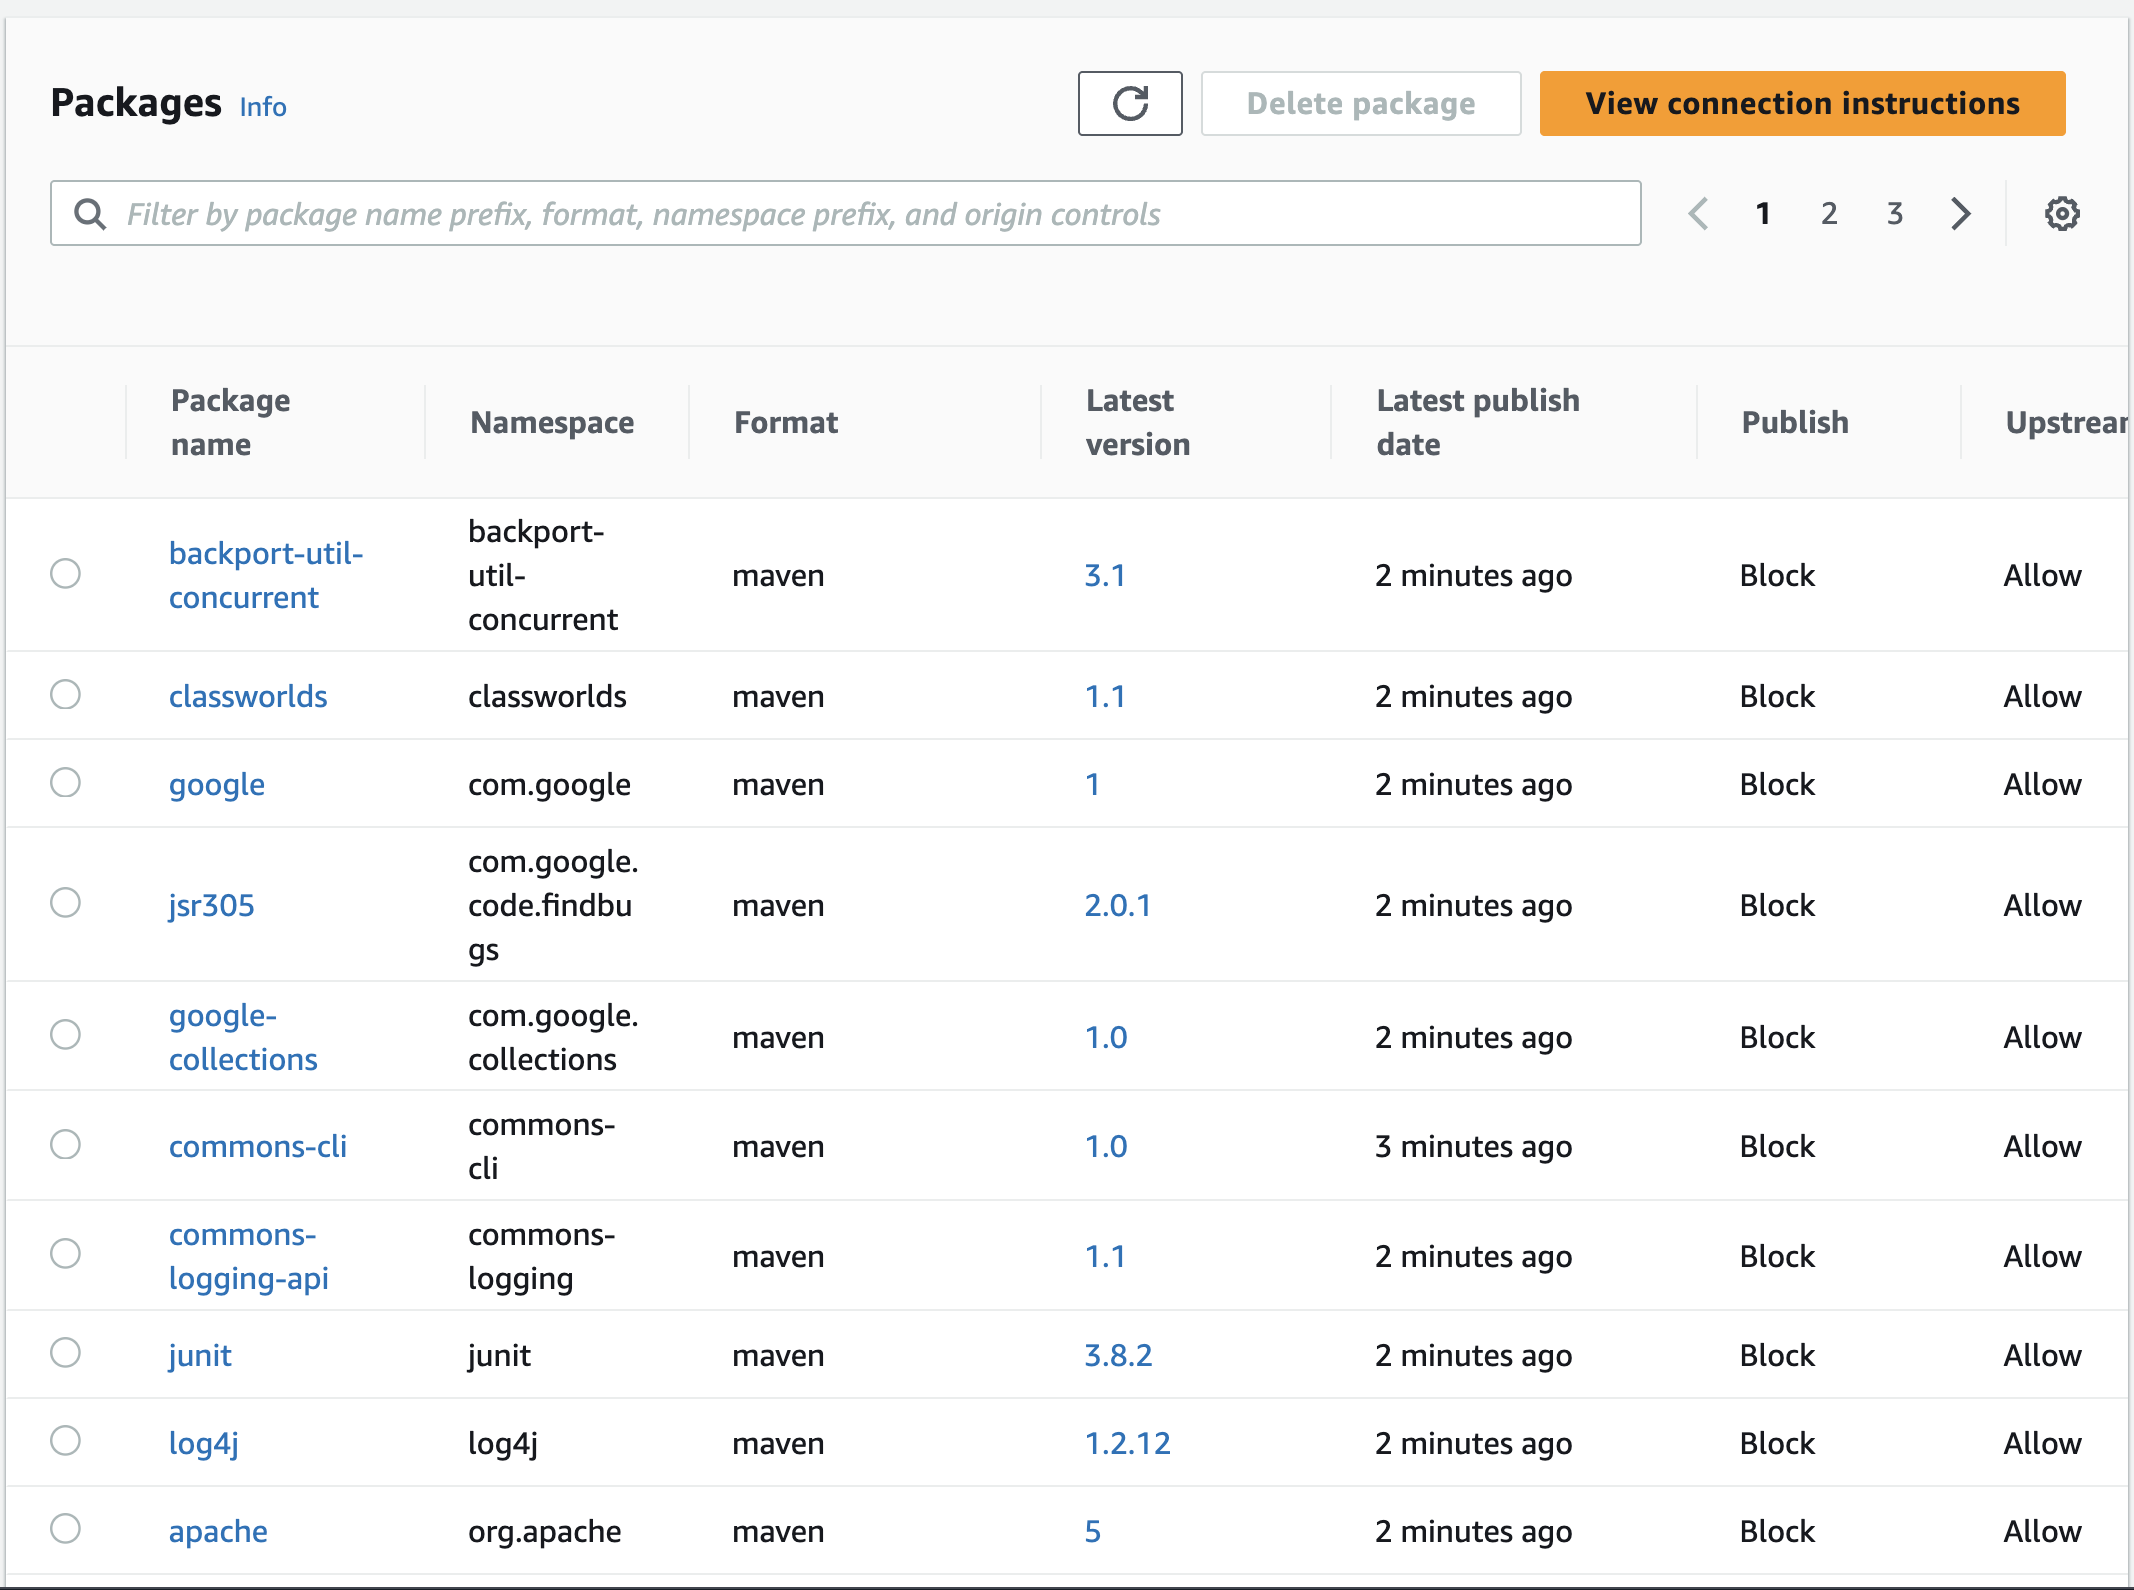 Packages Info
Delete package
View connection instructions
Filter by package name prefix, format, namespace prefix, and origin controls
1 2 3
Package name Namespace Format Latest version Latest publish date Publish Upstrea
backport-util-concurrent backport-util-concurrent maven 3.1 2 minutes ago Block Allow
classworlds classworlds maven 1.1 2 minutes ago Block Allow
google com.google maven 1 2 minutes ago Block Allow
jsr305 com.google.code.findbugs maven 2.0.1 2 minutes ago Block Allow
google-collections com.google.collections maven 1.0 2 minutes ago Block Allow
commons-cli commons-cli maven 1.0 3 minutes ago Block Allow
commons-logging-api commons-logging maven 1.1 2 minutes ago Block Allow
junit junit maven 3.8.2 2 minutes ago Block Allow
log4j log4j maven 1.2.12 2 minutes ago Block Allow
apache org.apache maven 5 2 minutes ago Block Allow